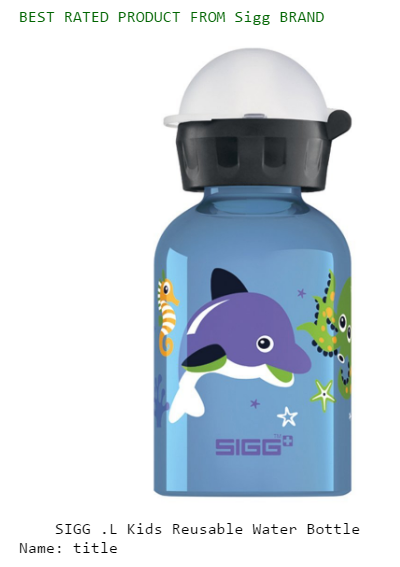 BEST RATED PRODUCT FROM Sigg BRAND
SIGG
SIGG .L Kids Reusable Water Bottle
Name: title